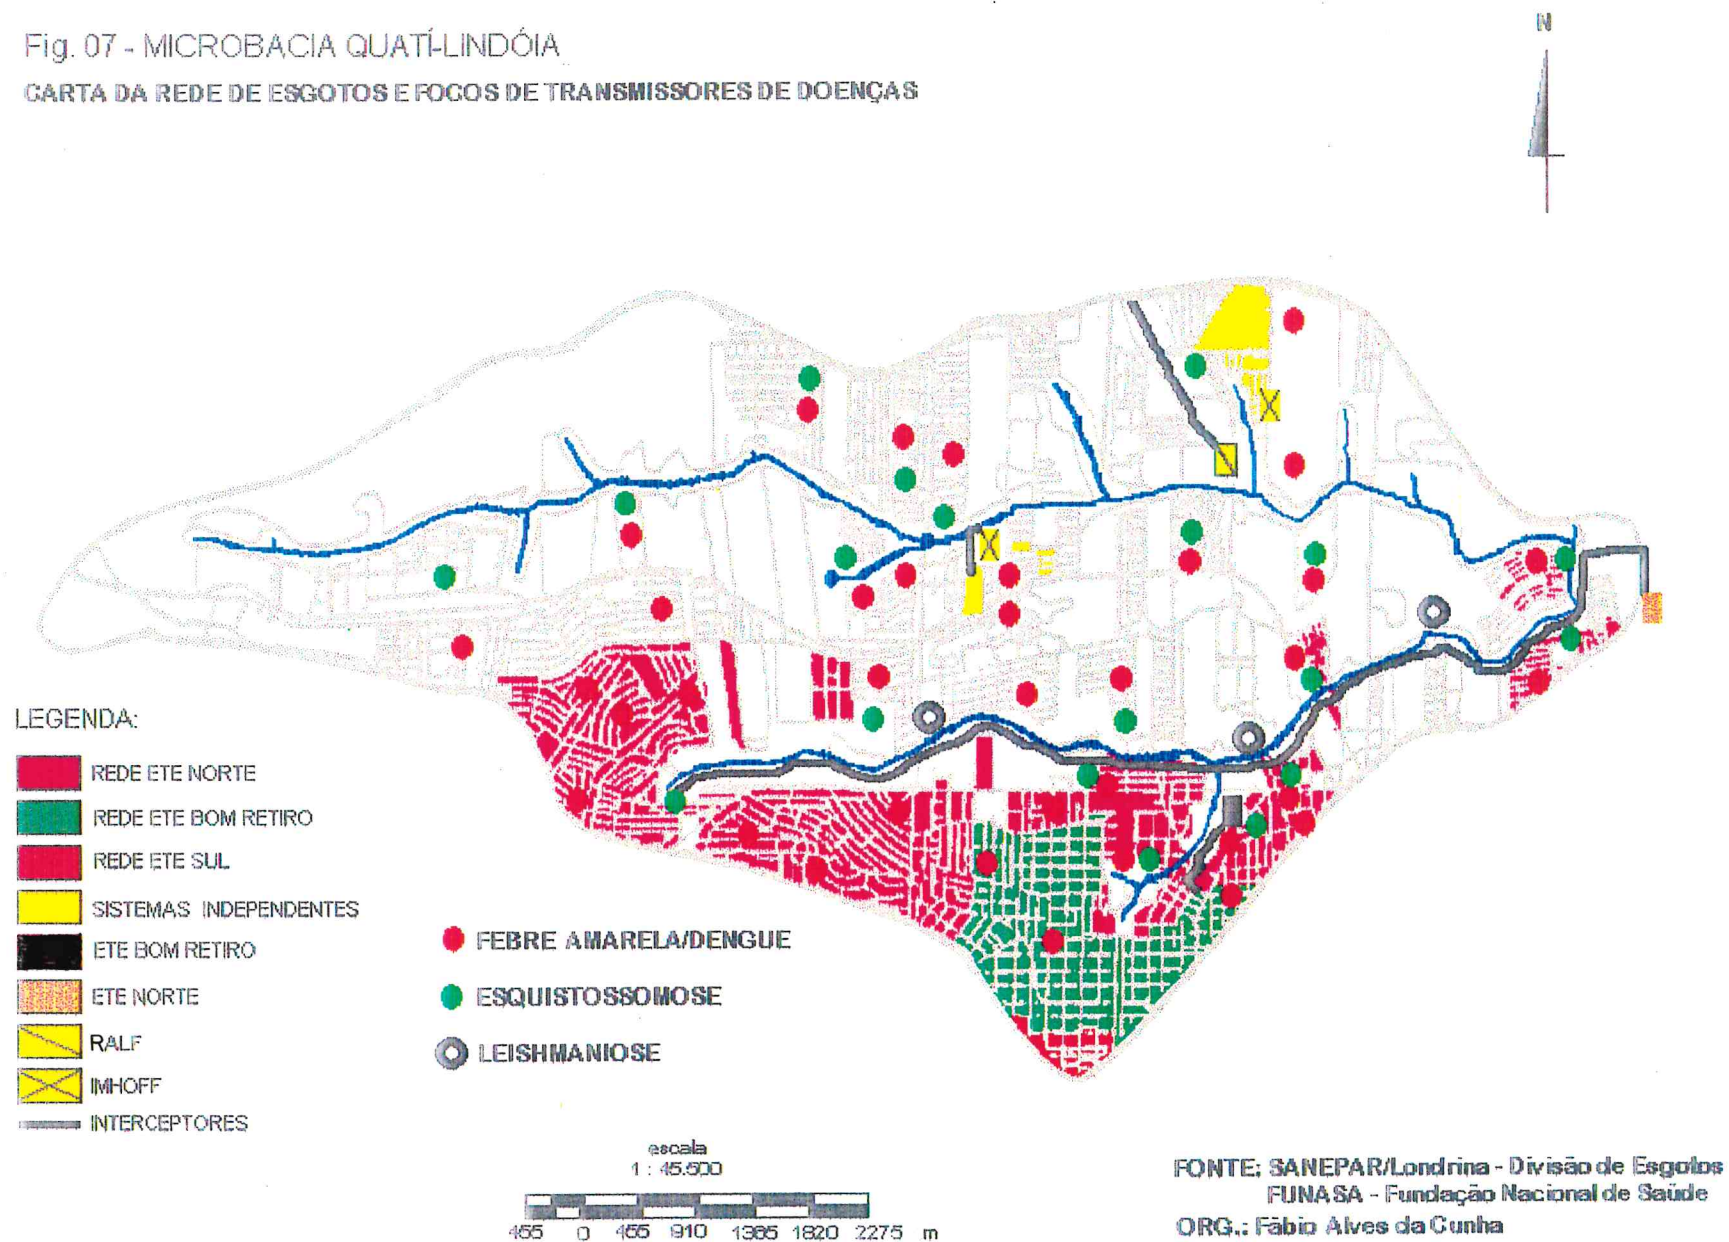 Fig. 07 - MICROBACIA QUATÍ-LINDÓIA
CARTA DA REDE DE ESGOTOS E FOCOS DE TRANSMISSORES DE DOENÇAS
N
LEGENDA:
REDE ETE NORTE
REDE ETE BOM RETIRO
REDE ETE SUL
SISTEMAS INDEPENDENTES
ETE BOM RETIRO
ETE NORTE
RALF
IMHOFF
INTERCEPTORES
FEBRE AMARELA/DENGUE
ESQUISTOSSOMOSE
LEISHMANIOSE
escala
1 : 45.500
455 0 455 910 1365 1820 2275 m
FONTE: SANEPAR/Londrina - Divisão de Esgotos
FUNASA - Fundação Nacional de Saúde
ORG.: Fábio Alves da Cunha